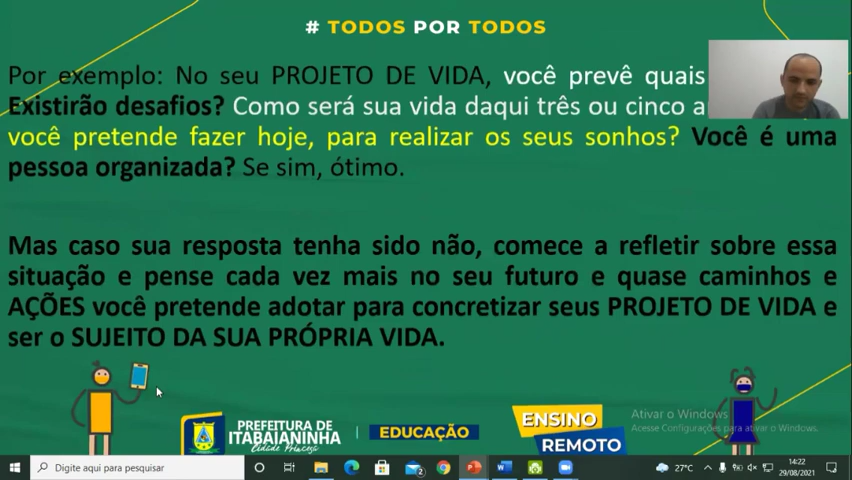 # TODOS POR TODOS
Por exemplo: No seu PROJETO DE VIDA, você prevê quais
Existirão desafios? Como será sua vida daqui três ou cinco
você pretende fazer hoje, para realizar os seus sonhos? Você é uma
pessoa organizada? Se sim, ótimo.
Mas caso sua resposta tenha sido não, comece a refletir sobre essa
situação e pense cada vez mais no seu futuro e quase caminhos e
AÇÕES você pretende adotar para concretizar seus PROJETO DE VIDA e
ser o SUJEITO DA SUA PRÓPRIA VIDA.
PREFEITURA DE
ITABAIANINHA
Cidade Princesa
EDUCAÇÃO
ENSINO
REMOTO
Ativar o Windows
Acesse Configurações para ativar o Windows.
Digite aqui para pesquisar
2
27°C
14:22
29/08/2021